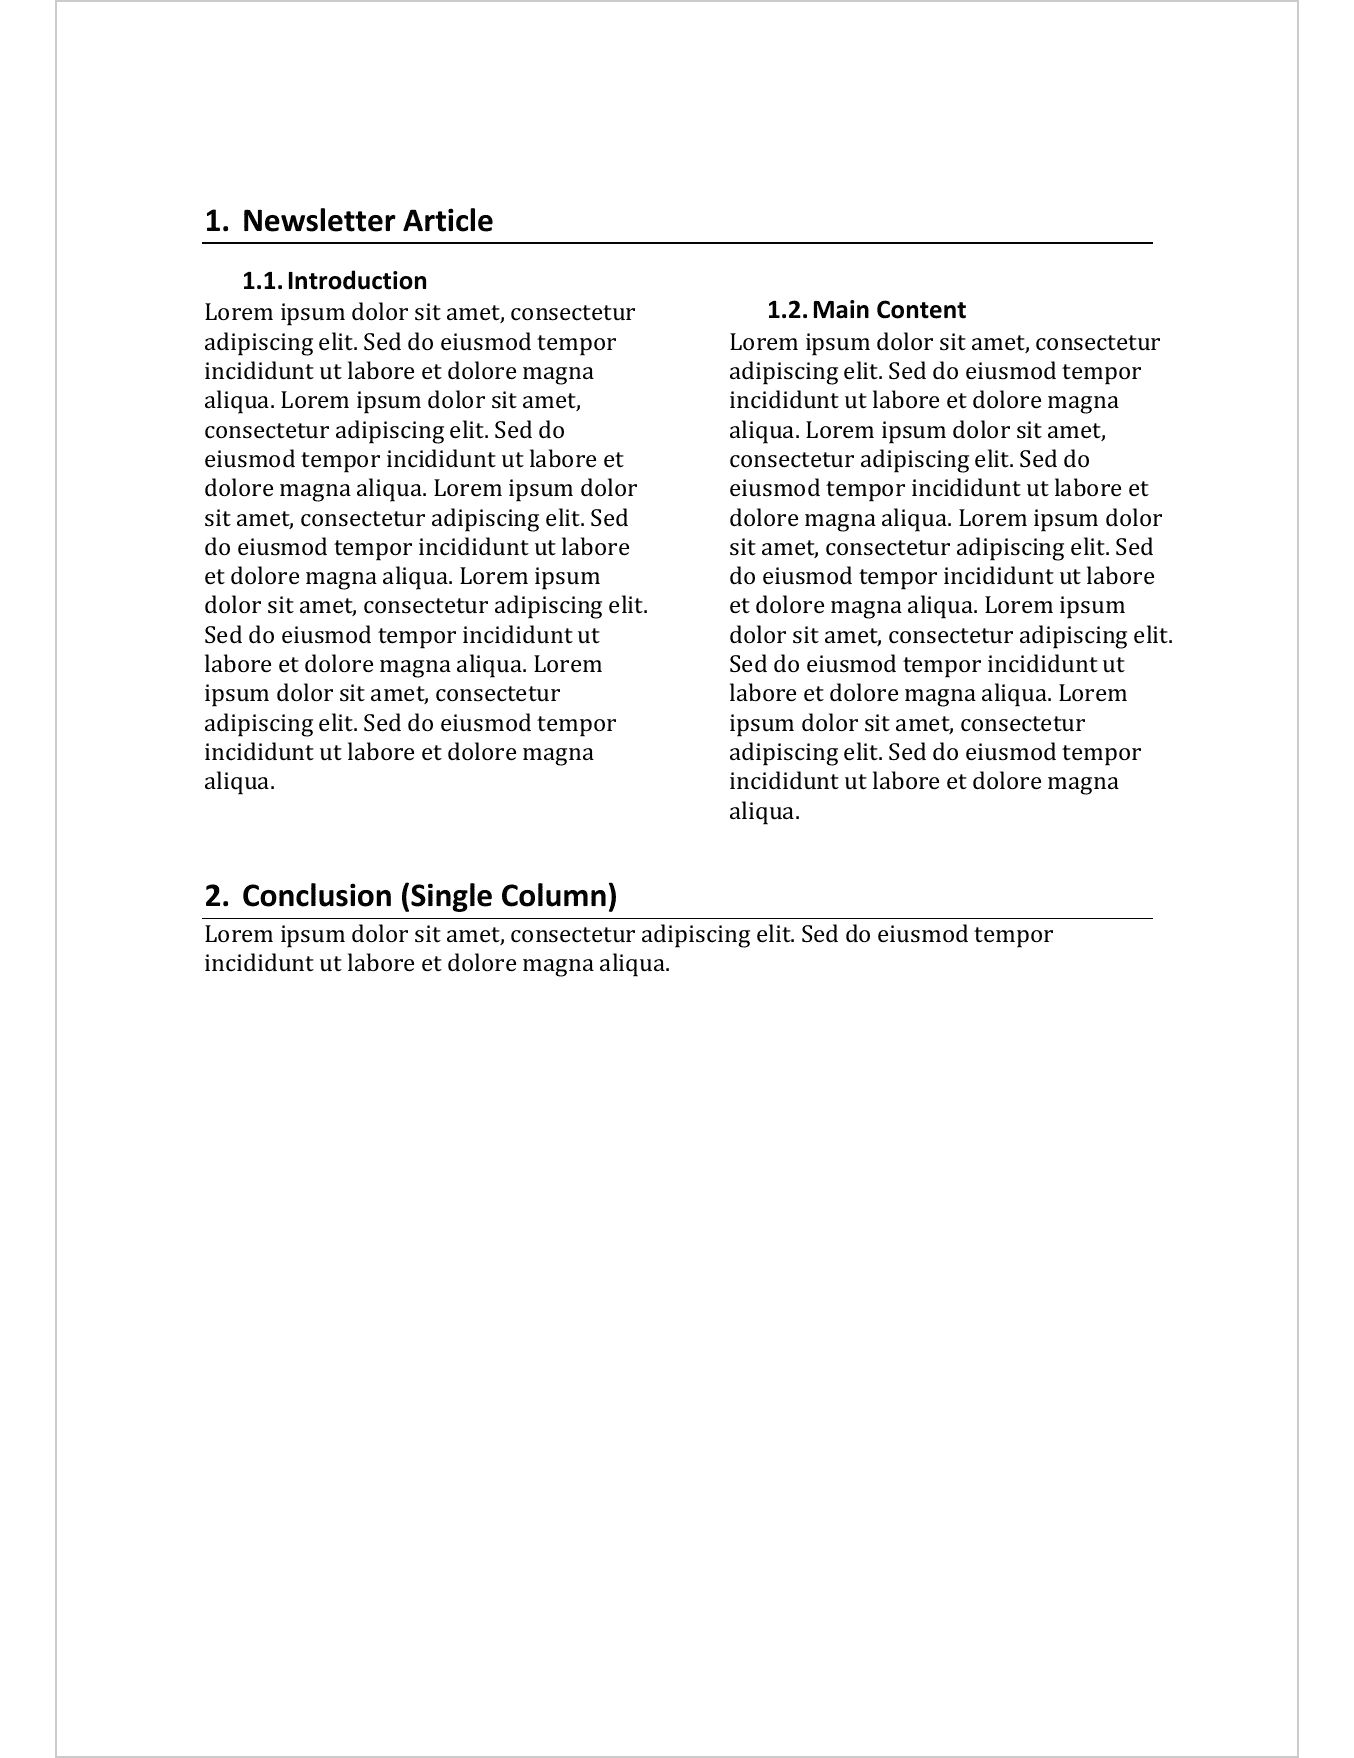 1. Newsletter Article
1.1. Introduction
Lorem ipsum dolor sit amet, consectetur
adipiscing elit. Sed do eiusmod tempor
incididunt ut labore et dolore magna
aliqua. Lorem ipsum dolor sit amet,
consectetur adipiscing elit. Sed do
eiusmod tempor incididunt ut labore et
dolore magna aliqua. Lorem ipsum dolor
sit amet, consectetur adipiscing elit. Sed
do eiusmod tempor incididunt ut labore
et dolore magna aliqua. Lorem ipsum
dolor sit amet, consectetur adipiscing elit.
Sed do eiusmod tempor incididunt ut
labore et dolore magna aliqua. Lorem
ipsum dolor sit amet, consectetur
adipiscing elit. Sed do eiusmod tempor
incididunt ut labore et dolore magna
aliqua.
1.2. Main Content
Lorem ipsum dolor sit amet, consectetur
adipiscing elit. Sed do eiusmod tempor
incididunt ut labore et dolore magna
aliqua. Lorem ipsum dolor sit amet,
consectetur adipiscing elit. Sed do
eiusmod tempor incididunt ut labore et
dolore magna aliqua. Lorem ipsum dolor
sit amet, consectetur adipiscing elit. Sed
do eiusmod tempor incididunt ut labore
et dolore magna aliqua. Lorem ipsum
dolor sit amet, consectetur adipiscing elit.
Sed do eiusmod tempor incididunt ut
labore et dolore magna aliqua. Lorem
ipsum dolor sit amet, consectetur
adipiscing elit. Sed do eiusmod tempor
incididunt ut labore et dolore magna
aliqua.
2. Conclusion (Single Column)
Lorem ipsum dolor sit amet, consectetur adipiscing elit. Sed do eiusmod tempor
incididunt ut labore et dolore magna aliqua.